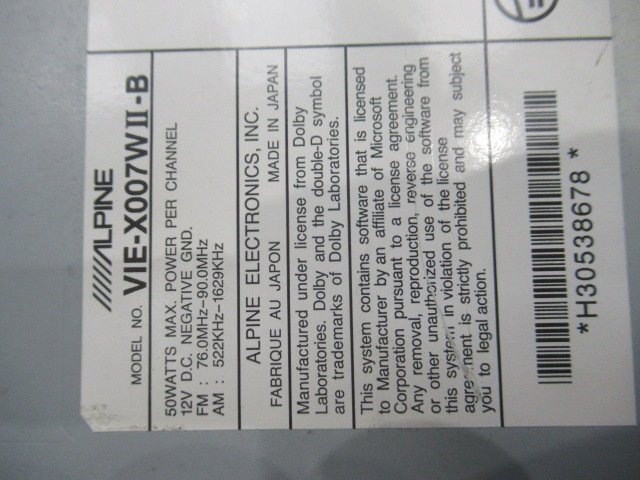 ALPINE
MODEL NO. VIE-X007WII-B
50WATTS MAX. POWER PER CHANNEL
12V D.C. NEGATIVE GND.
FM : 76.0MHz-90.0MHz
AM : 522KHz-1629KHz
ALPINE ELECTRONICS, INC.
FABRIQUE AU JAPON MADE IN JAPAN
Manufactured under license from Dolby
Laboratories. Dolby and the double-D symbol
are trademarks of Dolby Laboratories.
This system contains software that is licensed
to Manufacturer by an affiliate of Microsoft
Corporation pursuant to a license agreement.
Any removal, reproduction, reverse engineering
or other unauthorized use of the software from
this system in violation of the license
agreement is strictly prohibited and may subject
you to legal action.
*H30538678*